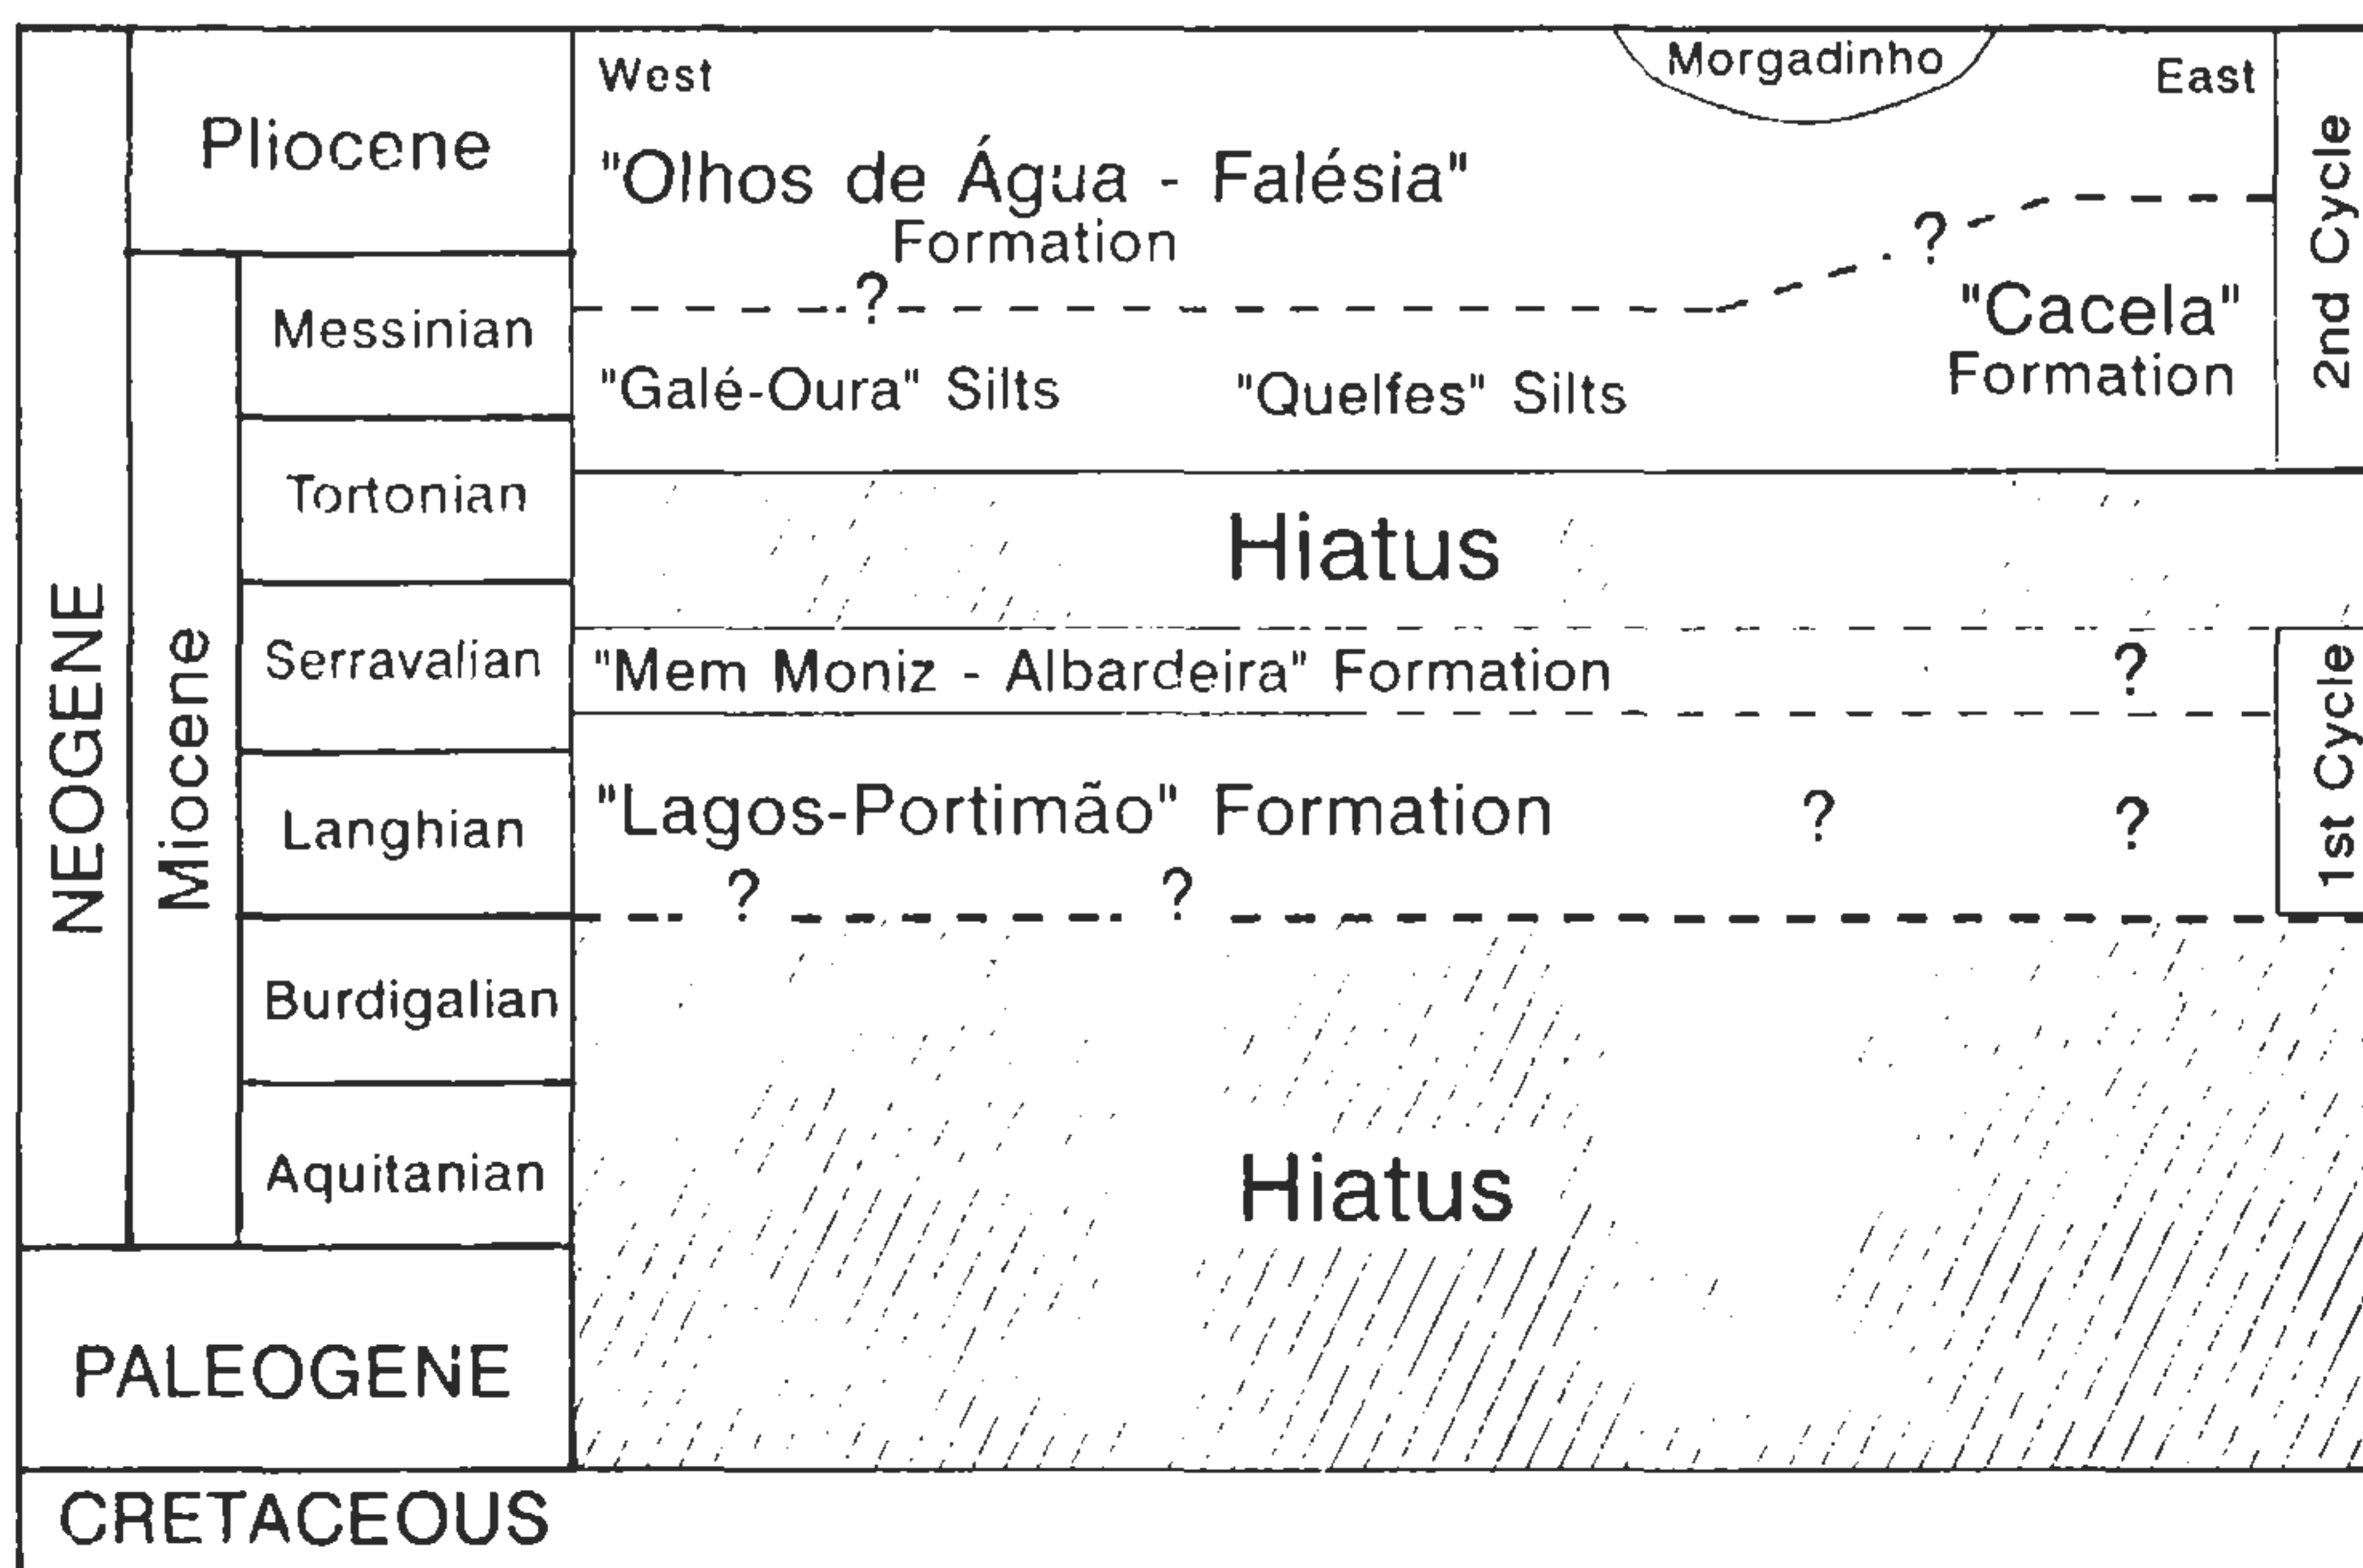 West
Morgadinho
East
Pliocene
"Olhos de Água - Falésia"
Formation
2nd Cycle
?
?
Messinian
"Cacela"
Formation
"Galé-Oura" Silts
"Quelfes" Silts
Tortonian
Hiatus
NEOGENE
Miocene
Serravalian
"Mem Moniz - Albardeira" Formation
?
1st Cycle
Langhian
"Lagos-Portimão" Formation
?
?
?
?
Burdigalian
Aquitanian
Hiatus
PALEOGENE
CRETACEOUS